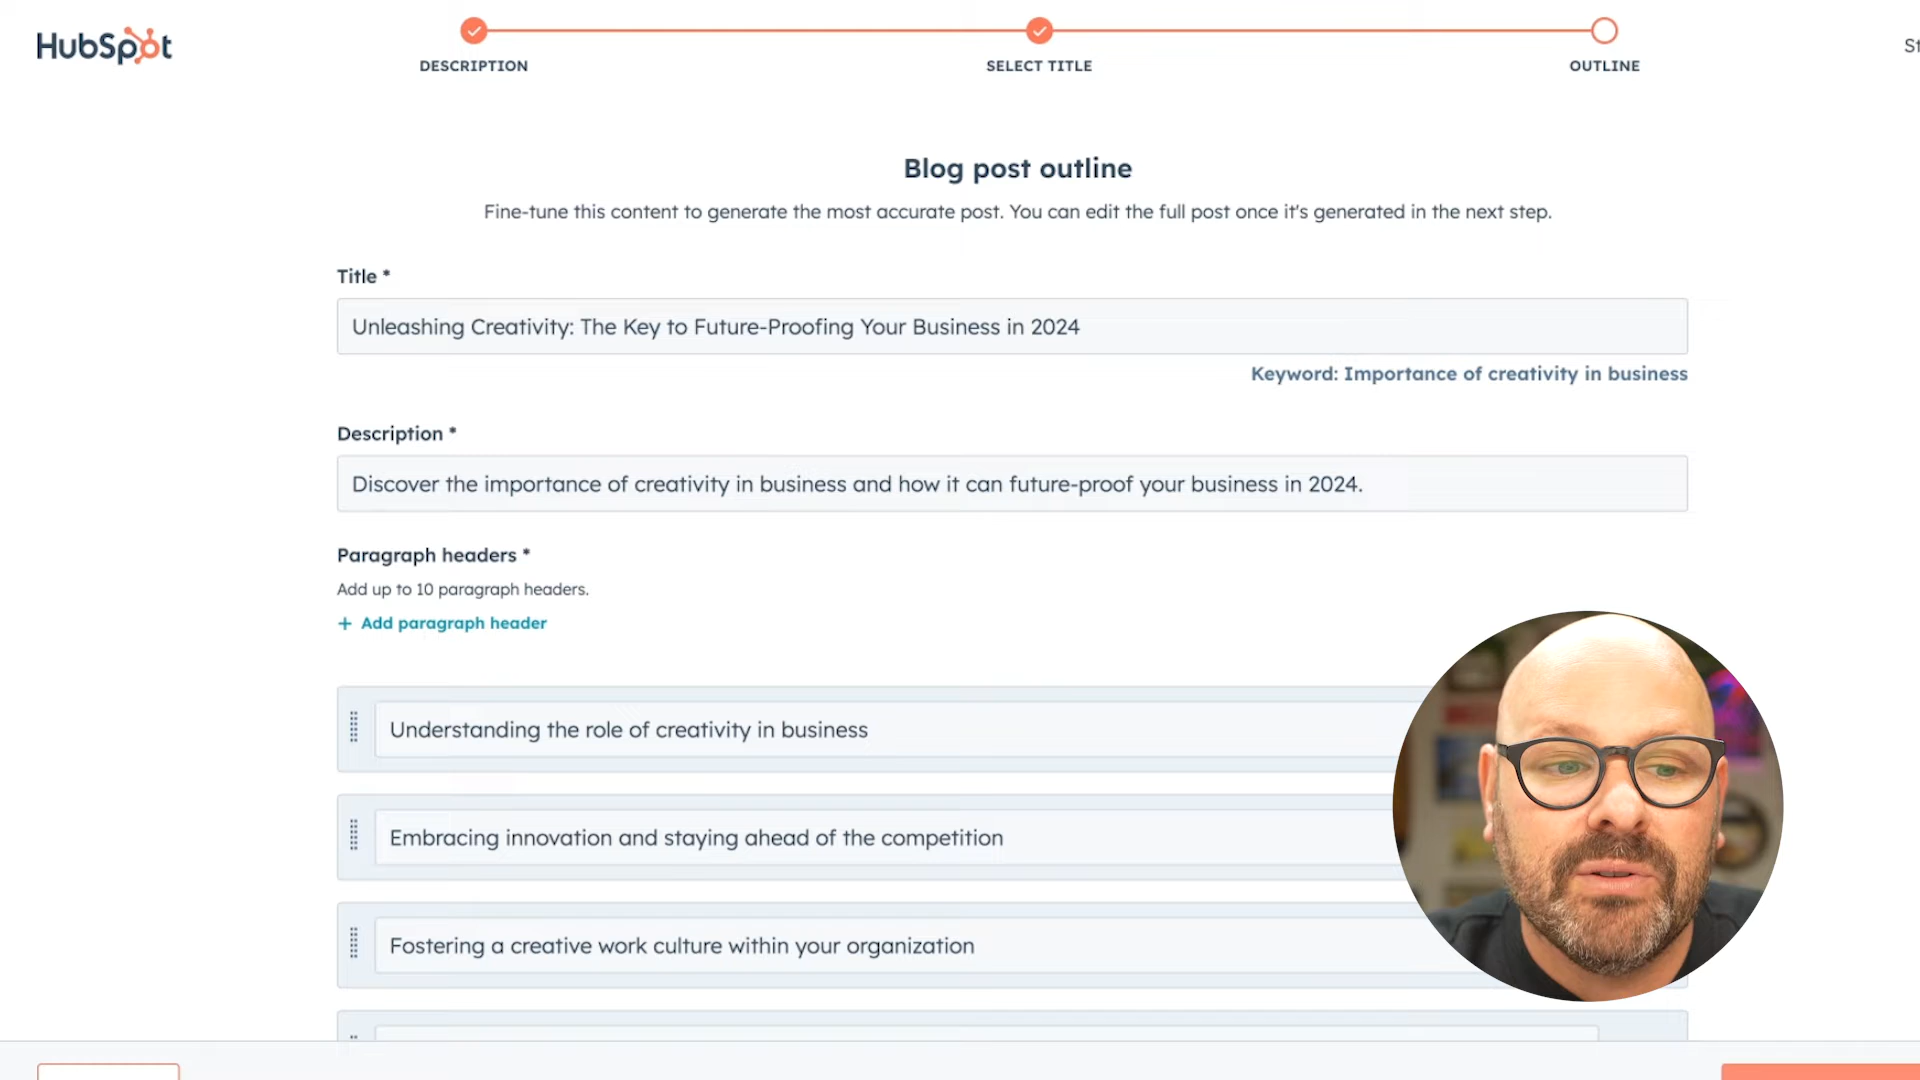 HubSpot
DESCRIPTION
SELECT TITLE
OUTLINE
Blog post outline
Fine-tune this content to generate the most accurate post. You can edit the full post once it's generated in the next step.
Title *
Unleashing Creativity: The Key to Future-Proofing Your Business in 2024
Keyword: Importance of creativity in business
Description *
Discover the importance of creativity in business and how it can future-proof your business in 2024.
Paragraph headers *
Add up to 10 paragraph headers.
+ Add paragraph header
Understanding the role of creativity in business
Embracing innovation and staying ahead of the competition
Fostering a creative work culture within your organization